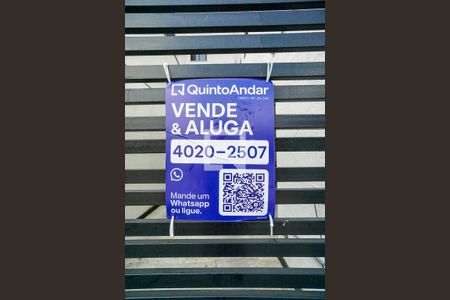 QuintoAndar
VENDE
& ALUGA
4020-2507
Mande um
Whatsapp
ou ligue.